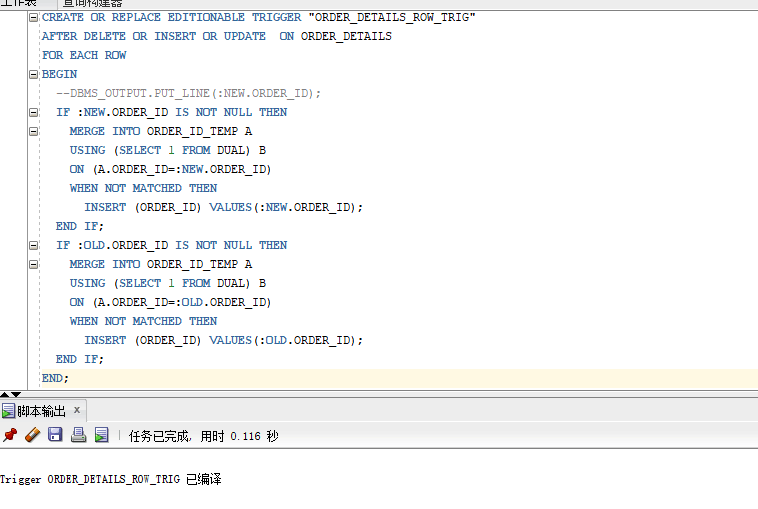 工作表 查询构建器
CREATE OR REPLACE EDITIONABLE TRIGGER "ORDER_DETAILS_ROW_TRIG"
AFTER DELETE OR INSERT OR UPDATE  ON ORDER_DETAILS
FOR EACH ROW
BEGIN
  --DBMS_OUTPUT.PUT_LINE(:NEW.ORDER_ID);
  IF :NEW.ORDER_ID IS NOT NULL THEN
    MERGE INTO ORDER_ID_TEMP A
    USING (SELECT 1 FROM DUAL) B
    ON (A.ORDER_ID=:NEW.ORDER_ID)
    WHEN NOT MATCHED THEN
      INSERT (ORDER_ID) VALUES(:NEW.ORDER_ID);
  END IF;
  IF :OLD.ORDER_ID IS NOT NULL THEN
    MERGE INTO ORDER_ID_TEMP A
    USING (SELECT 1 FROM DUAL) B
    ON (A.ORDER_ID=:OLD.ORDER_ID)
    WHEN NOT MATCHED THEN
      INSERT (ORDER_ID) VALUES(:OLD.ORDER_ID);
  END IF;
END;
脚本输出 x
任务已完成, 用时 0.116 秒
Trigger ORDER_DETAILS_ROW_TRIG 已编译